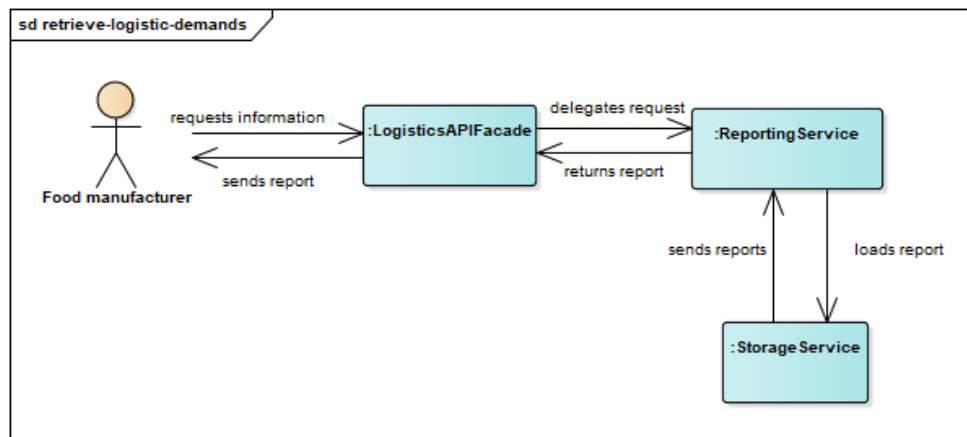 sd retrieve-logistic-demands
requests information
delegates request
:LogisticsAPIFacade
:ReportingService
sends report
returns report
Food manufacturer
sends reports
loads report
:StorageService